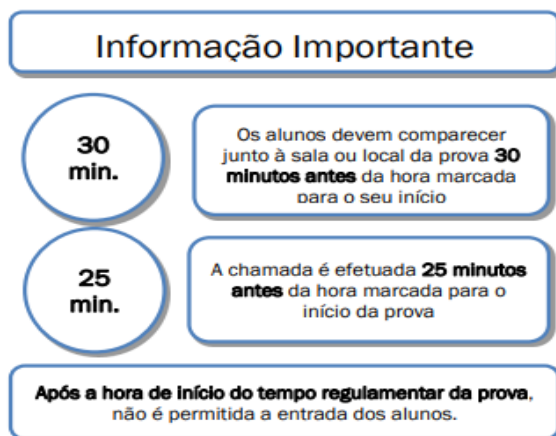 Informação Importante
30
min.
Os alunos devem comparecer
junto à sala ou local da prova 30
minutos antes da hora marcada
para o seu início
25
min.
A chamada é efetuada 25 minutos
antes da hora marcada para o
início da prova
Após a hora de início do tempo regulamentar da prova,
não é permitida a entrada dos alunos.